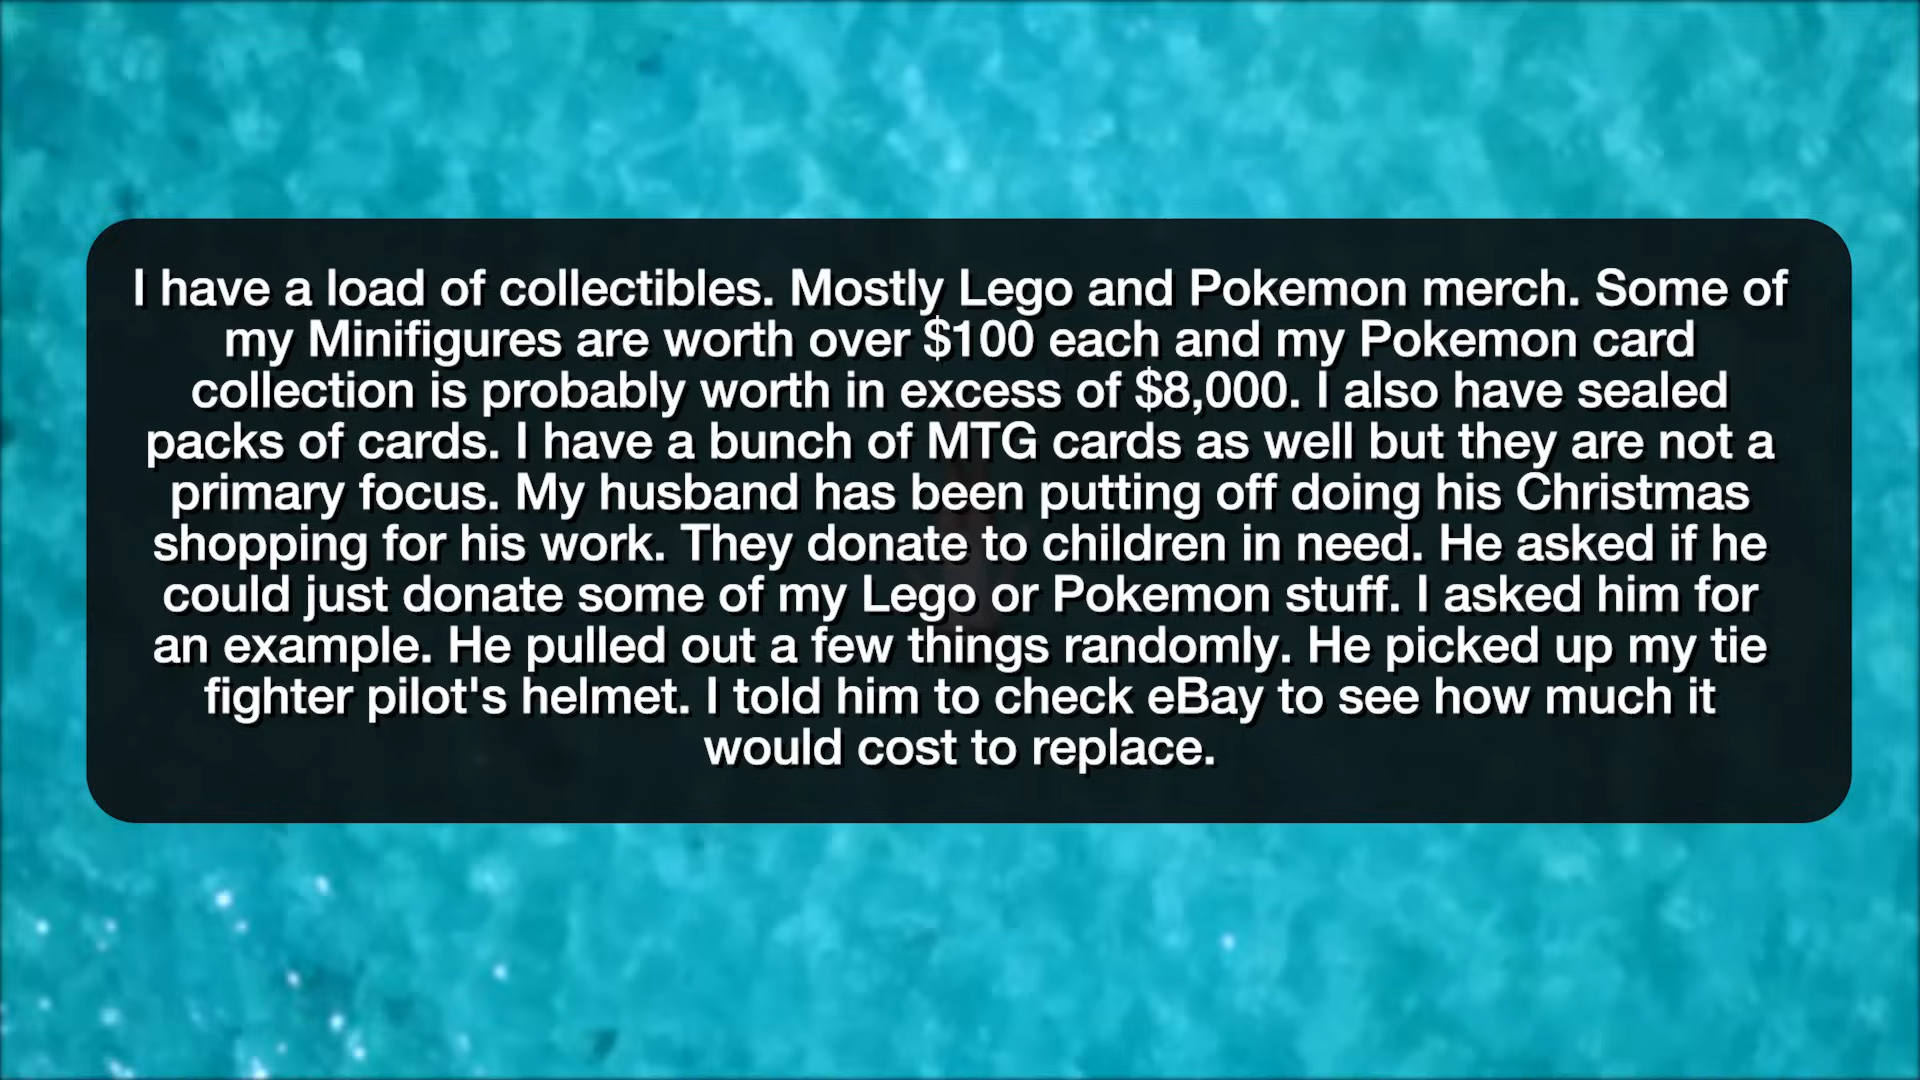 I have a load of collectibles. Mostly Lego and Pokemon merch. Some of
my Minifigures are worth over $100 each and my Pokemon card
collection is probably worth in excess of $8,000. I also have sealed
packs of cards. I have a bunch of MTG cards as well but they are not a
primary focus. My husband has been putting off doing his Christmas
shopping for his work. They donate to children in need. He asked if he
could just donate some of my Lego or Pokemon stuff. I asked him for
an example. He pulled out a few things randomly. He picked up my tie
fighter pilot's helmet. I told him to check eBay to see how much it
would cost to replace.